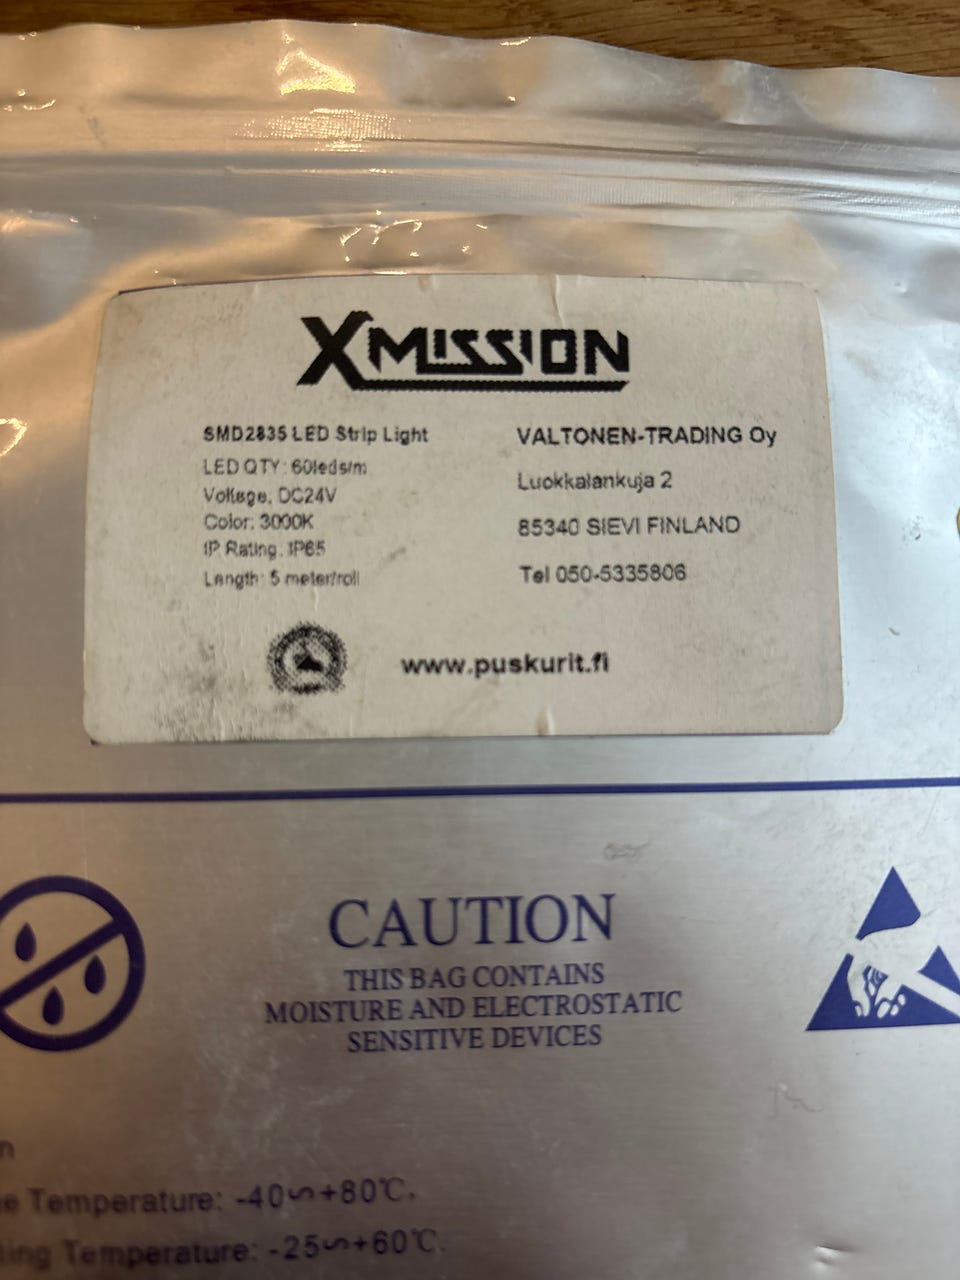 XMISSION
SMD2835 LED Strip Light
LED QTY: 60leds/m
Voltage: DC24V
Color: 3000K
IP Rating: IP65
Length: 5 meter/roll
VALTONEN-TRADING Oy
Luokkalankuja 2
85340 SIEVI FINLAND
Tel 050-5335806
www.puskurit.fi
CAUTION
THIS BAG CONTAINS
MOISTURE AND ELECTROSTATIC
SENSITIVE DEVICES
Temperature: -40∽+80℃.
Temperature: -25∽+60℃.